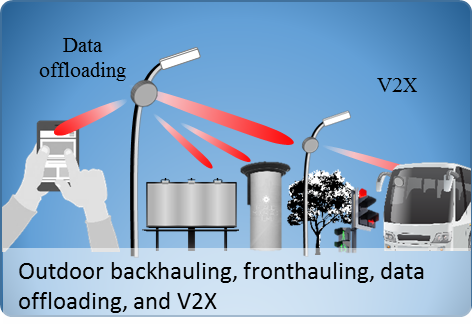 Data
offloading
V2X
Outdoor backhauling, fronthauling, data
offloading, and V2X